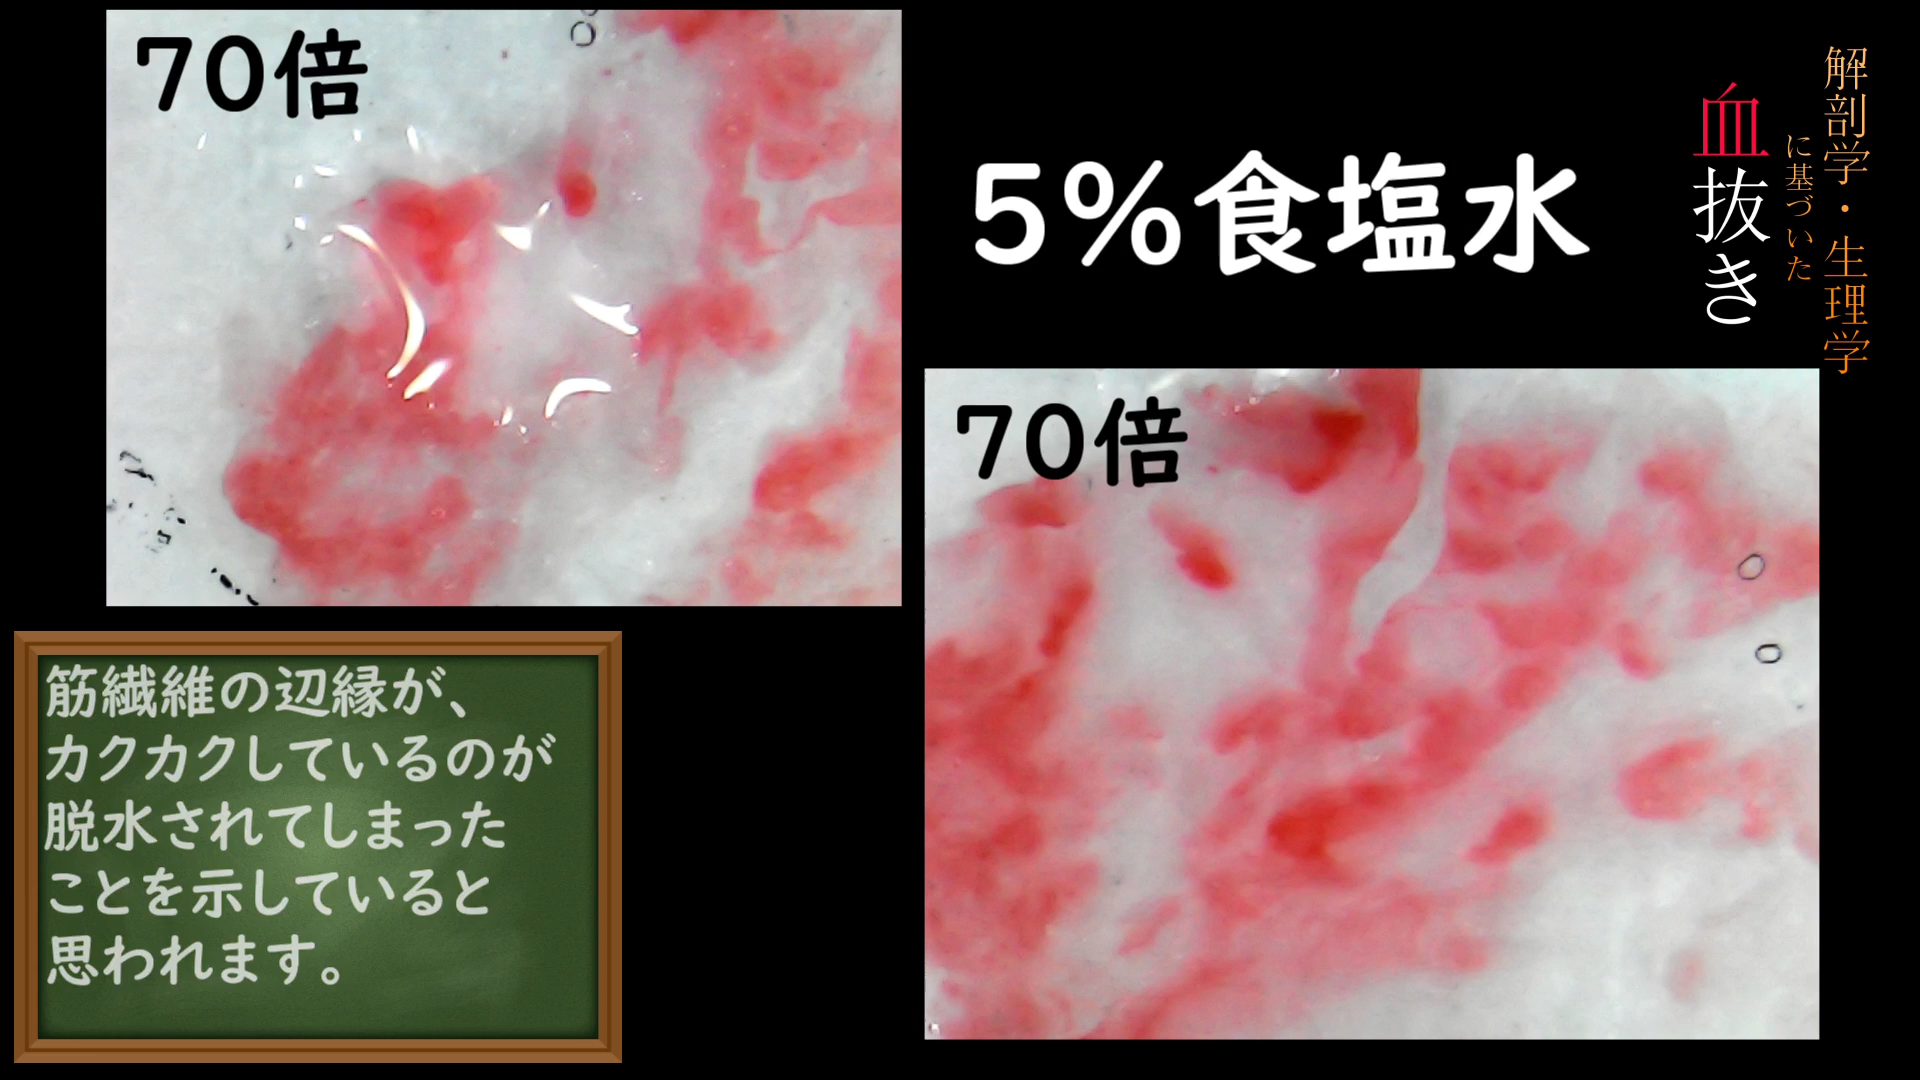 70倍
5%食塩水
解剖学・生理学
に基づいた
血抜き
70倍
筋繊維の辺縁が、
カクカクしているのが
脱水されてしまった
ことを示していると
思われます。